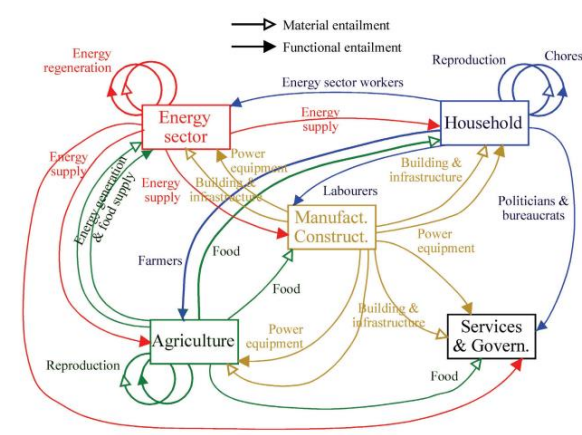 Material entailment
Functional entailment
Energy
regeneration
Reproduction
Chores
Energy sector workers
Energy
sector
Energy
supply
Household
Energy
supply
Power
equipment
Building &
infrastructure
Energy
supply
Building &
infrastructure
Labourers
Politicians &
bureaucrats
Energy generation
& food supply
Manufact.
Construct.
Power
equipment
Farmers
Food
Food
Building &
infrastructure
Services
& Govern.
Agriculture
Power
equipment
Reproduction
Food